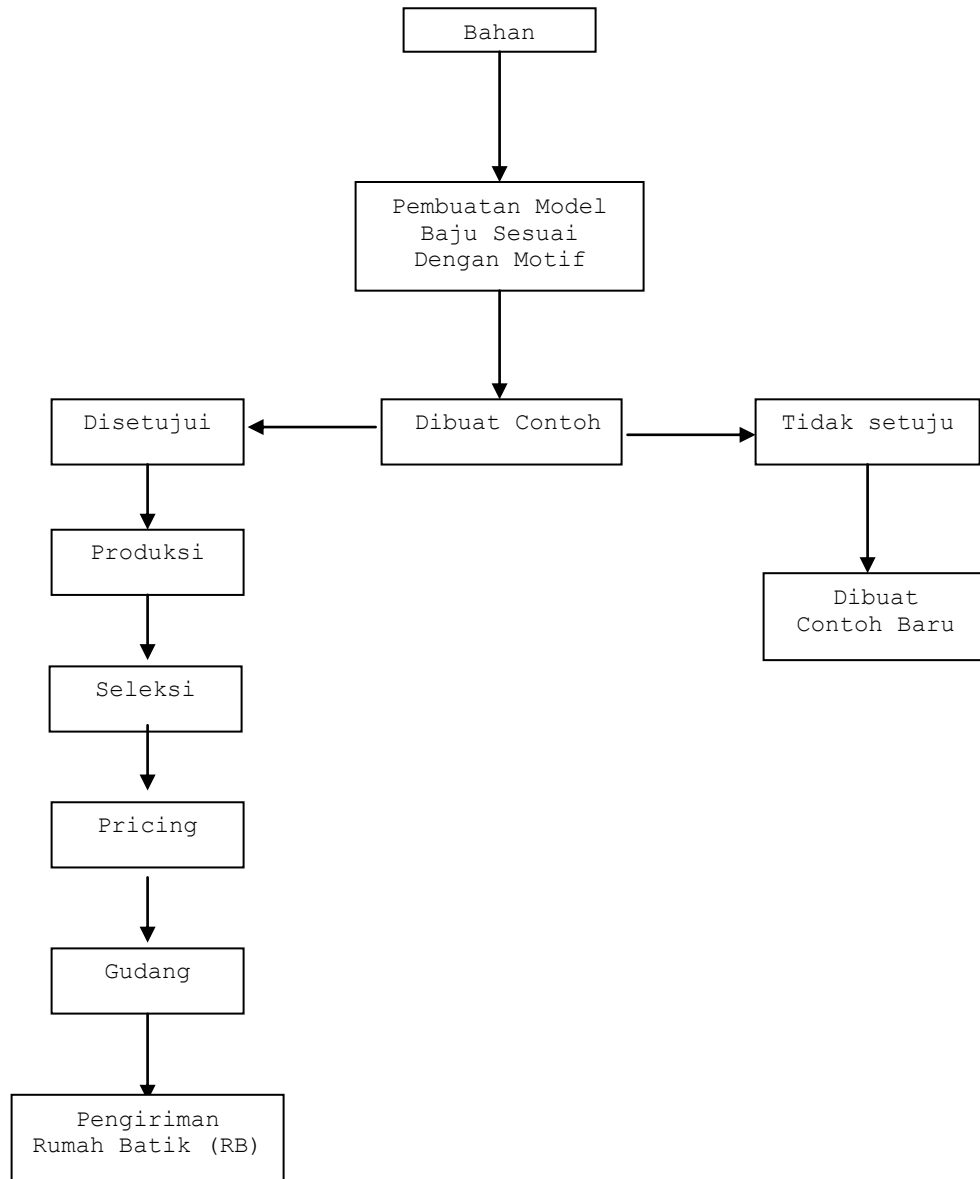 Bahan
Pembuatan Model
Baju Sesuai
Dengan Motif
Disetujui
Dibuat Contoh
Tidak setuju
Produksi
Dibuat
Contoh Baru
Seleksi
Pricing
Gudang
Pengiriman
Rumah Batik (RB)